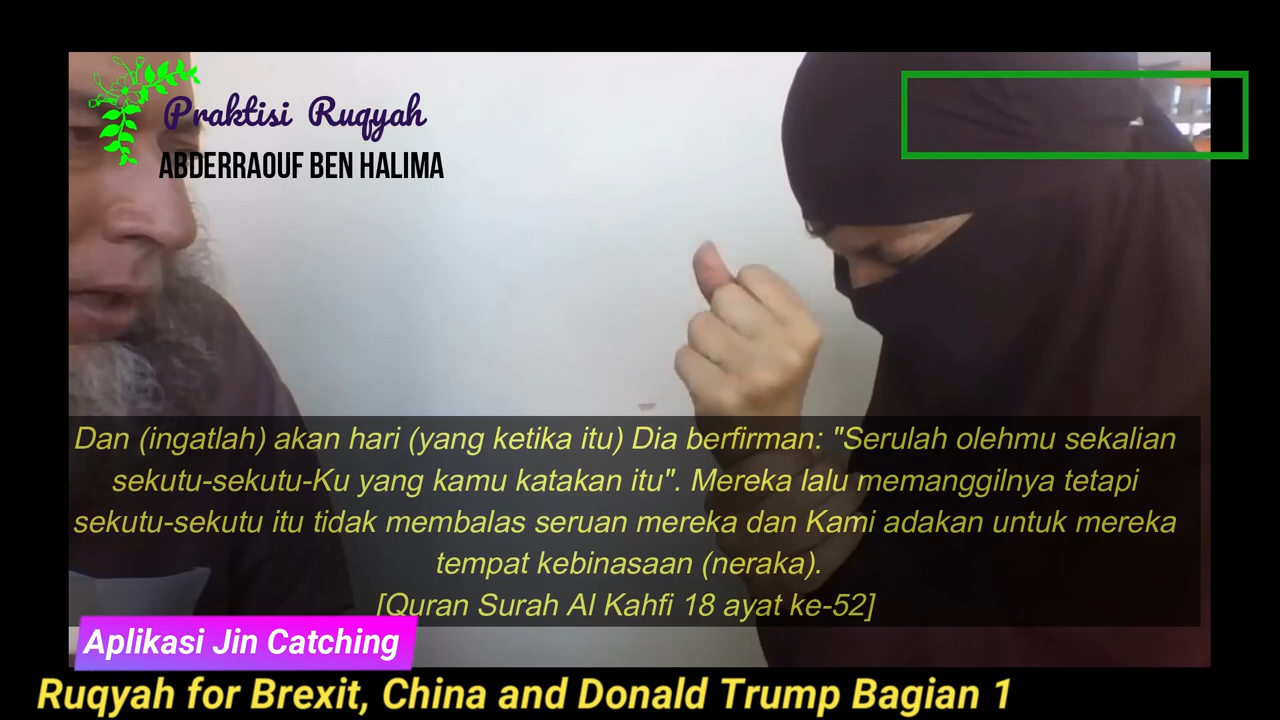 Praktisi Ruqyah
ABDERRAOUF BEN HALIMA
Dan (ingatlah) akan hari (yang ketika itu) Dia berfirman: "Serulah olehmu sekalian
sekutu-sekutu-Ku yang kamu katakan itu". Mereka lalu memanggilnya tetapi
sekutu-sekutu itu tidak membalas seruan mereka dan Kami adakan untuk mereka
tempat kebinasaan (neraka).
[Quran Surah Al Kahfi 18 ayat ke-52]
Aplikasi Jin Catching
Ruqyah for Brexit, China and Donald Trump Bagian 1